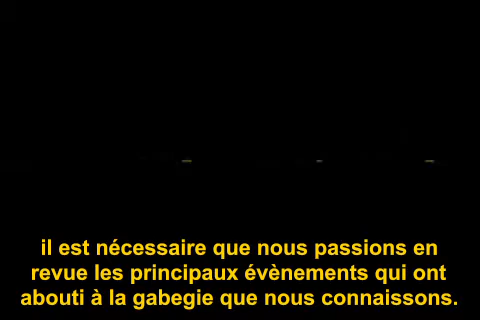 il est nécessaire que nous passions en
revue les principaux évènements qui ont
abouti à la gabegie que nous connaissons.